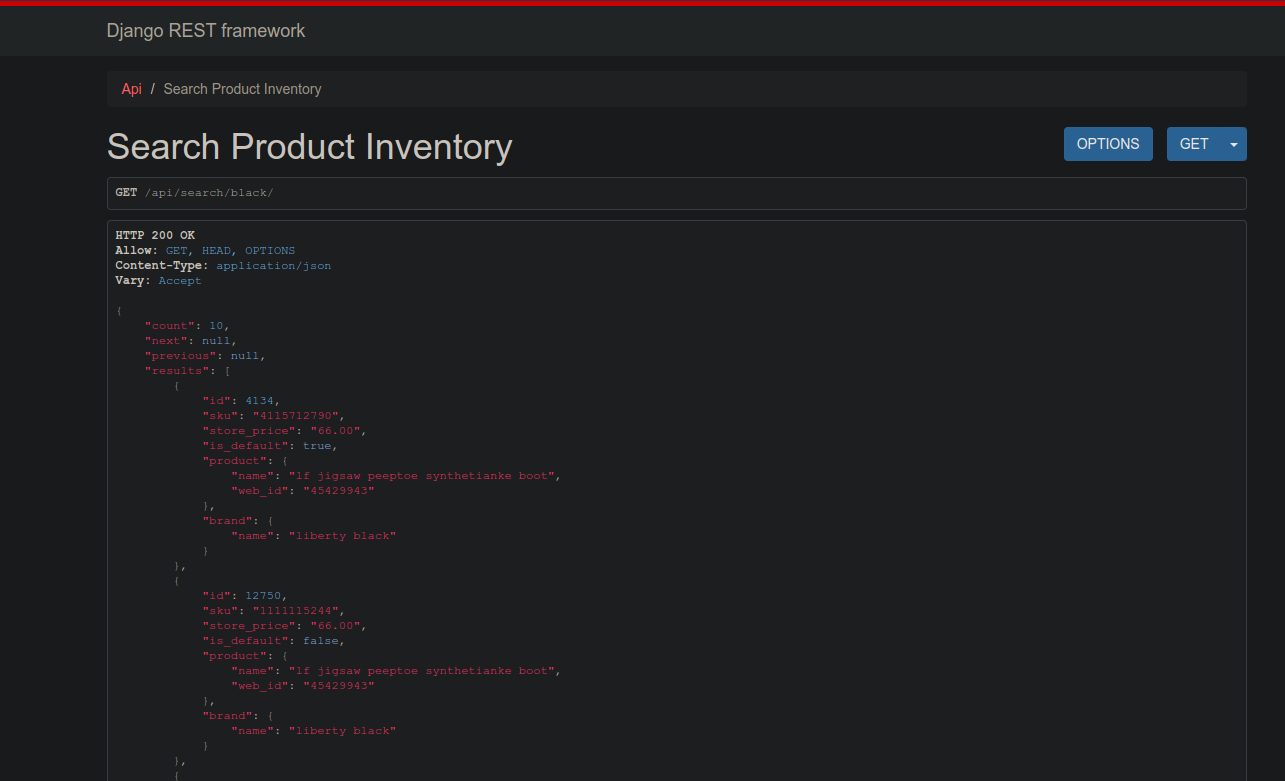 Django REST framework
Api / Search Product Inventory
Search Product Inventory
OPTIONS
GET
GET /api/search/black/
HTTP 200 OK
Allow: GET, HEAD, OPTIONS
Content-Type: application/json
Vary: Accept
{
    "count": 10,
    "next": null,
    "previous": null,
    "results": [
        {
            "id": 4134,
            "sku": "4115712790",
            "store_price": "66.00",
            "is_default": true,
            "product": {
                "name": "lf jigsaw peeptoe synthetianke boot",
                "web_id": "45429943"
            },
            "brand": {
                "name": "liberty black"
            }
        },
        {
            "id": 12750,
            "sku": "1111115244",
            "store_price": "66.00",
            "is_default": false,
            "product": {
                "name": "lf jigsaw peeptoe synthetianke boot",
                "web_id": "45429943"
            },
            "brand": {
                "name": "liberty black"
            }
        },
        {